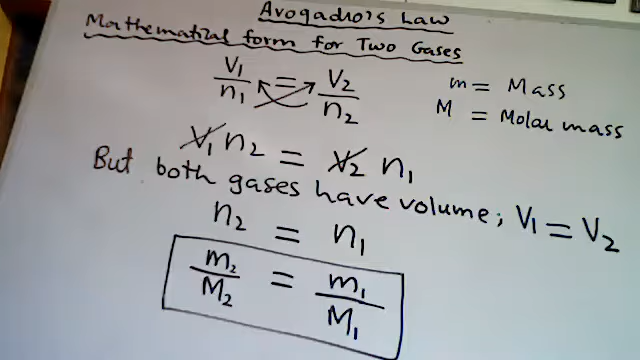 Avogadro's Law
Mathematical form for Two Gases
V₁/n₁ = V₂/n₂
m = Mass
M = Molar mass
V₁ n₂ = V₂ n₁
But both gases have volume; V₁ = V₂
n₂ = n₁
m₂/M₂ = m₁/M₁